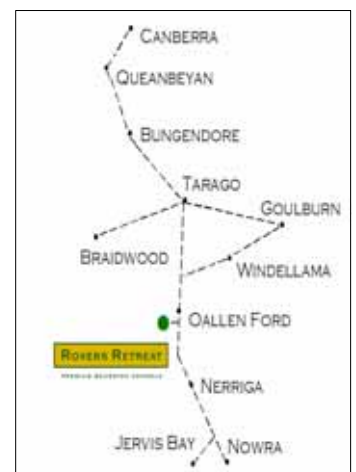 CANBERRA
QUEANBEYAN
BUNGENDORE
TARAGO
GOULBURN
BRAIDWOOD
WINDELLAMA
OALLEN FORD
ROVERS RETREAT
NERRIGA
JERVIS BAY
NOWRA